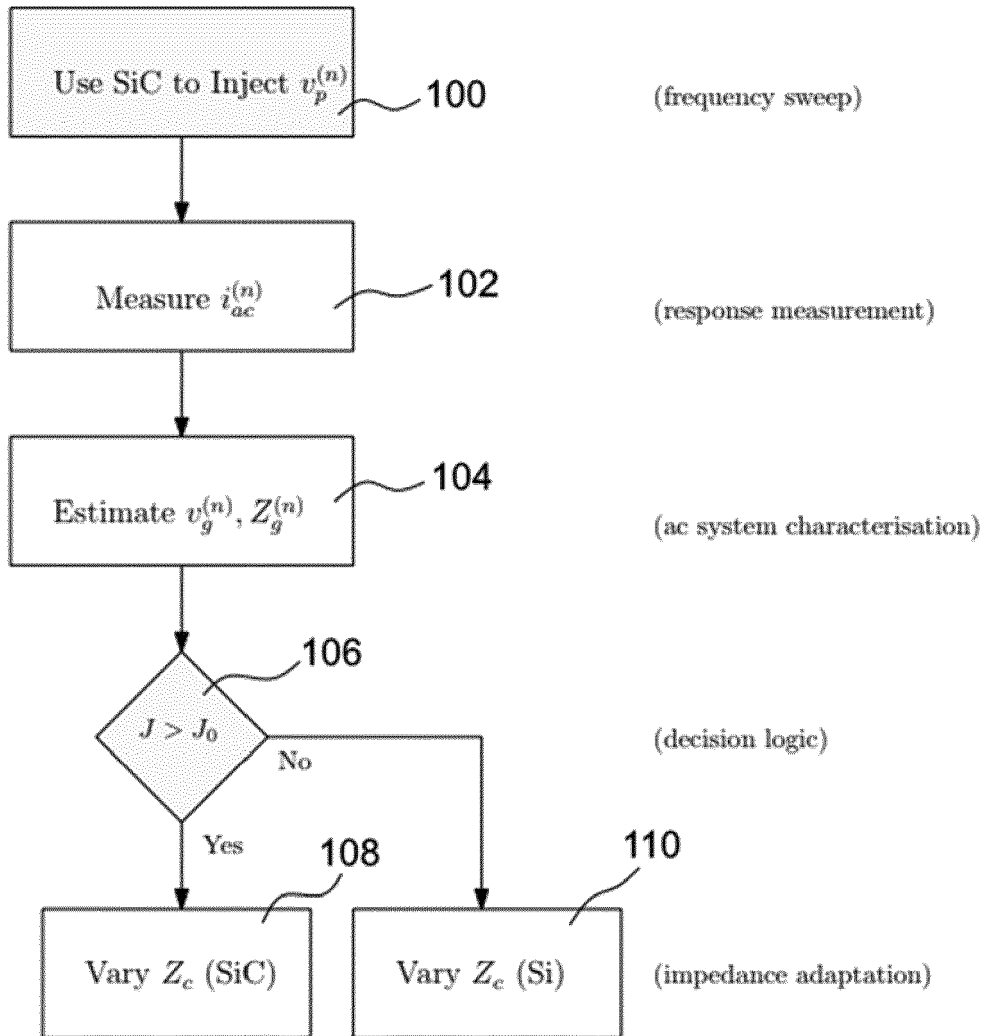 Use SiC to Inject $v_p^{(n)}$ 100 (frequency sweep)
Measure $i_{ac}^{(n)}$ 102 (response measurement)
Estimate $v_g^{(n)}, Z_g^{(n)}$ 104 (ac system characterisation)
106
$J > J_0$ (decision logic)
No
Yes
108 110
Vary $Z_c$ (SiC) Vary $Z_c$ (Si) (impedance adaptation)